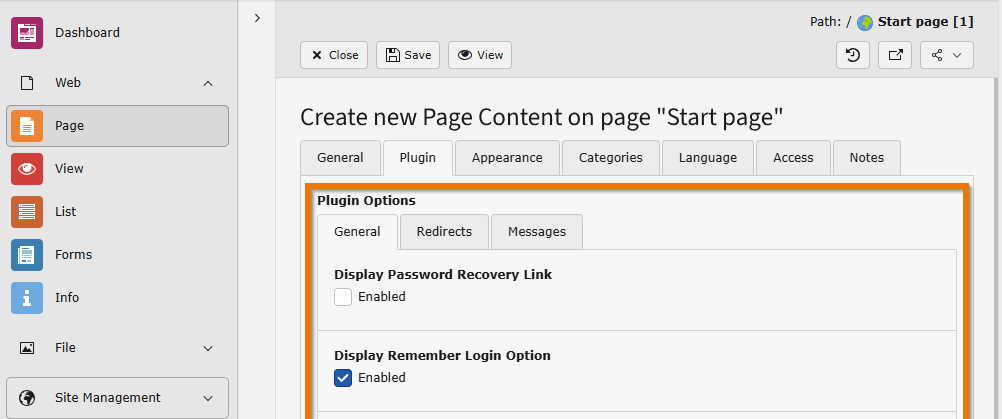 Dashboard
Web
Page
View
List
Forms
Info
File
Site Management
Path: / Start page [1]
Close Save View
Create new Page Content on page "Start page"
General Plugin Appearance Categories Language Access Notes
Plugin Options
General Redirects Messages
Display Password Recovery Link
Enabled
Display Remember Login Option
Enabled